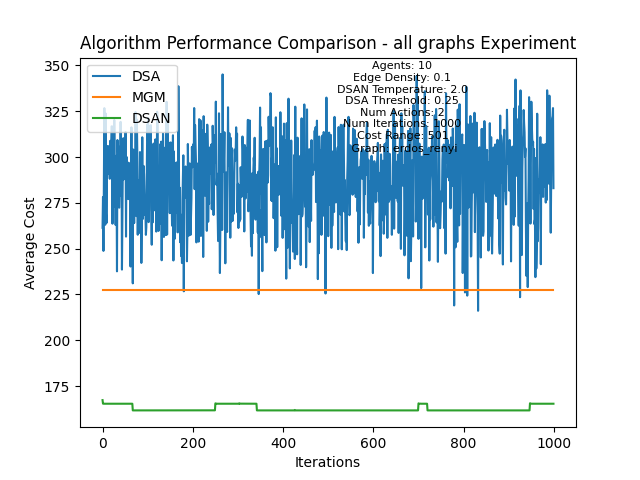 Algorithm Performance Comparison - all graphs Experiment
350
325
300
275
250
225
200
175
Average Cost
DSA
MGM
DSAN
Agents: 10
Edge Density: 0.1
DSAN Temperature: 2.0
DSA Threshold: 0.25
Num Actions: 2
Num Iterations: 1000
Cost Range: 501
Graph: erdos_renyi
0
200
400
600
800
1000
Iterations